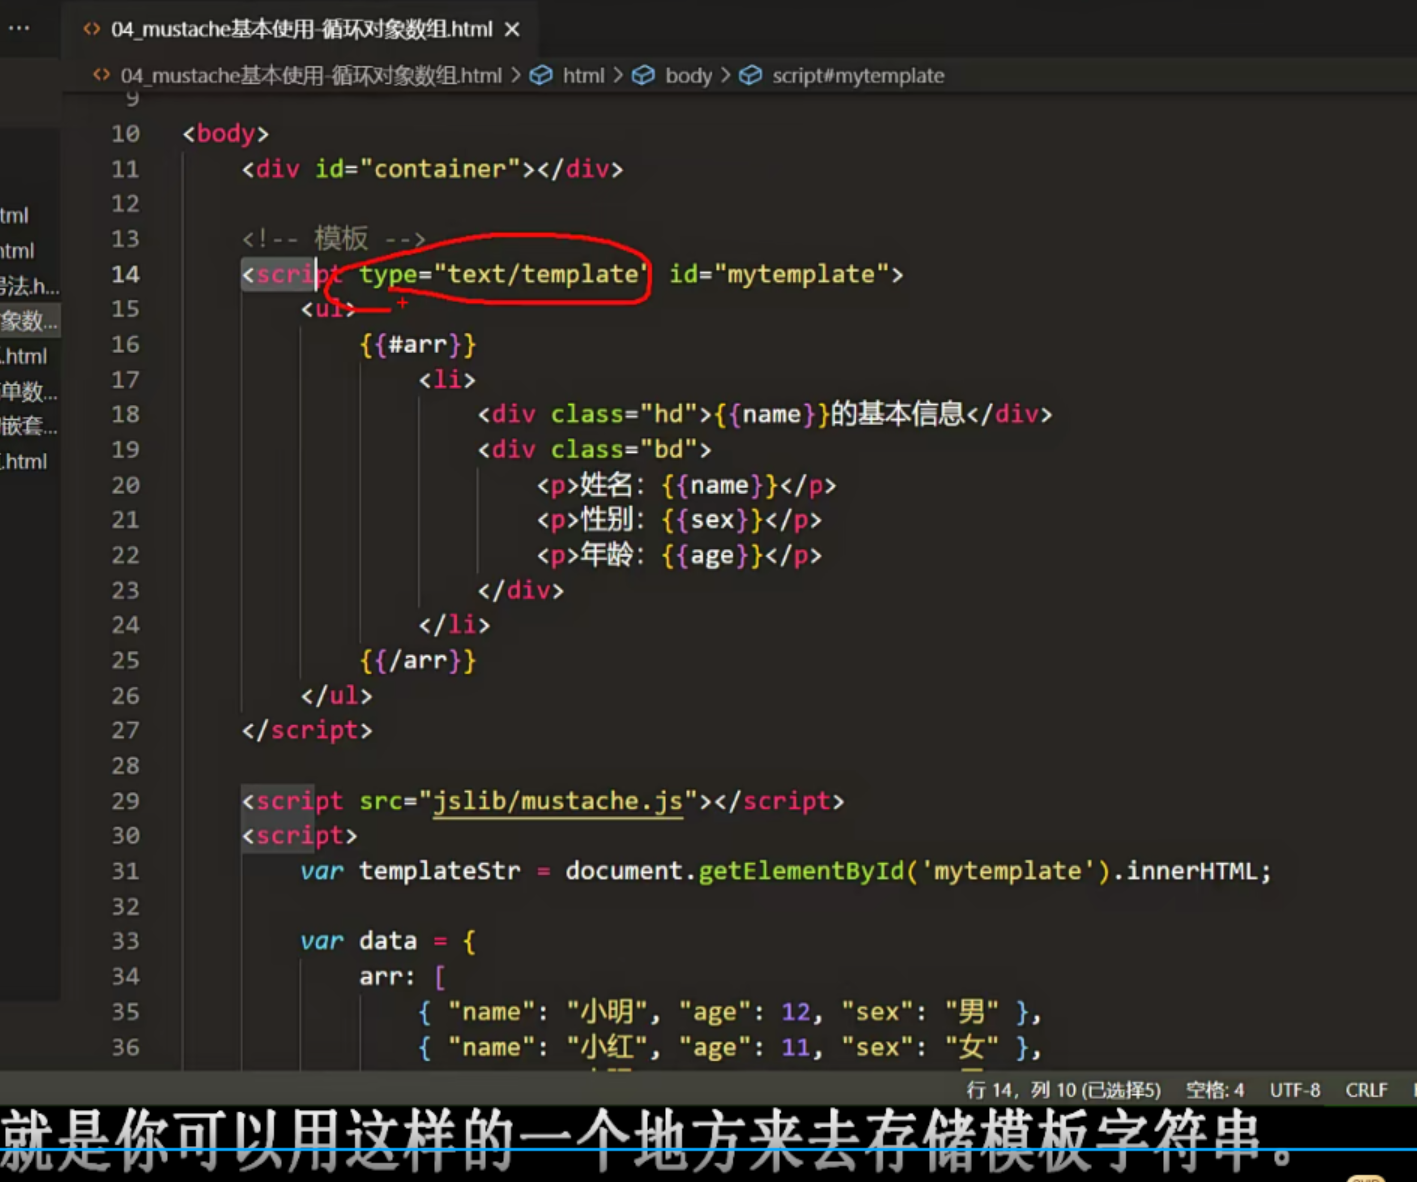 ··· <> 04_mustache基本使用-循环对象数组.html ×
<> 04_mustache基本使用-循环对象数组.html > html > body > script#mytemplate
9
10 <body>
11 <div id="container"></div>
12
tml
13 <!-- 模板 -->
html
14 <script type="text/template" id="mytemplate">
语法.h...
15 <ul>
象数...
16 {{#arr}}
.html
17 <li>
单数...
18 <div class="hd">{{name}}的基本信息</div>
嵌套...
19 <div class="bd">
.html
20 <p>姓名：{{name}}</p>
21 <p>性别：{{sex}}</p>
22 <p>年龄：{{age}}</p>
23 </div>
24 </li>
25 {{/arr}}
26 </ul>
27 </script>
28
29 <script src="jslib/mustache.js"></script>
30 <script>
31 var templateStr = document.getElementById('mytemplate').innerHTML;
32
33 var data = {
34 arr: [
35 { "name": "小明", "age": 12, "sex": "男" },
36 { "name": "小红", "age": 11, "sex": "女" },
行 14，列 10 (已选择5) 空格: 4 UTF-8 CRLF
就是你可以用这样的一个地方来去存储模板字符串。